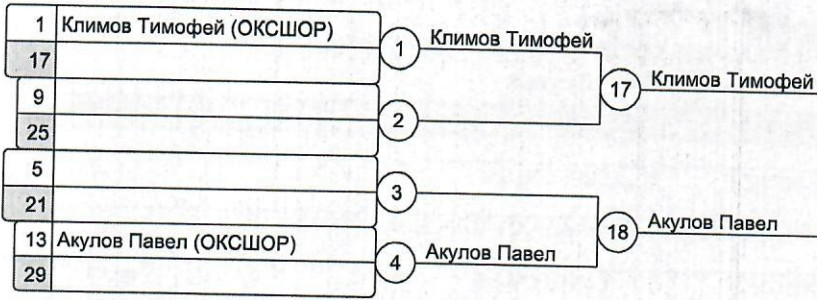 1 Климов Тимофей (ОКСШОР)
17
1 Климов Тимофей
9
25
2
17 Климов Тимофей
5
21
3
13 Акулов Павел (ОКСШОР)
29
4 Акулов Павел
18 Акулов Павел